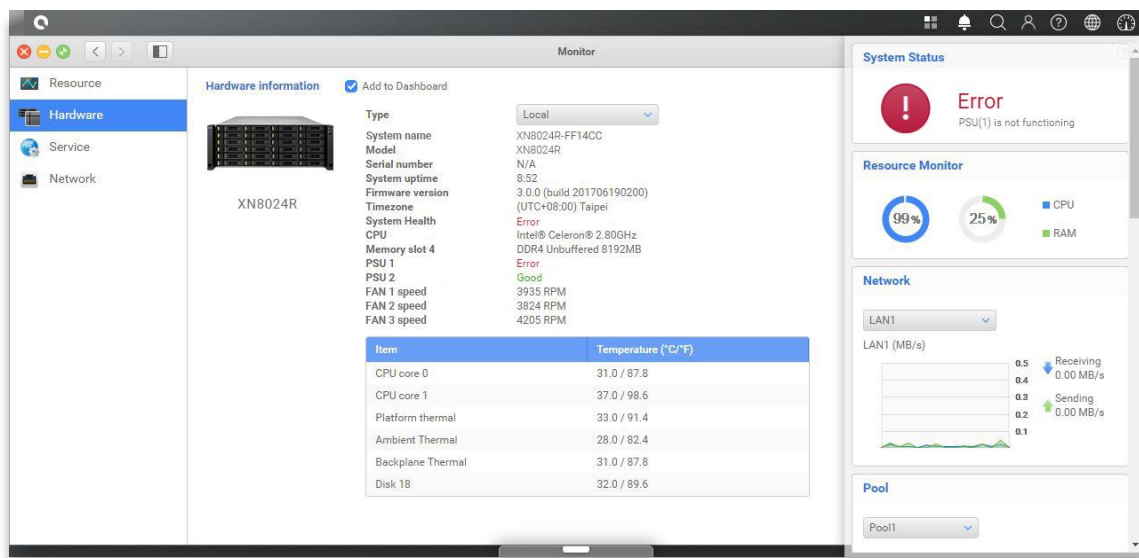 Monitor
Resource
Hardware
Service
Network
Hardware information
Add to Dashboard
XN8024R
Type Local
System name XN8024R-FF14CC
Model XN8024R
Serial number N/A
System uptime 8:52
Firmware version 3.0.0 (build 201706190200)
Timezone (UTC+08:00) Taipei
System Health Error
CPU Intel® Celeron® 2.80GHz
Memory slot 4 DDR4 Unbuffered 8192MB
PSU 1 Error
PSU 2 Good
FAN 1 speed 3935 RPM
FAN 2 speed 3824 RPM
FAN 3 speed 4205 RPM
Item Temperature (°C/°F)
CPU core 0 31.0 / 87.8
CPU core 1 37.0 / 98.6
Platform thermal 33.0 / 91.4
Ambient Thermal 28.0 / 82.4
Backplane Thermal 31.0 / 87.8
Disk 18 32.0 / 89.6
System Status
Error
PSU(1) is not functioning
Resource Monitor
99%
25%
CPU
RAM
Network
LAN1
LAN1 (MB/s)
0.5
0.4
0.3
0.2
0.1
Receiving
0.00 MB/s
Sending
0.00 MB/s
Pool
Pool1